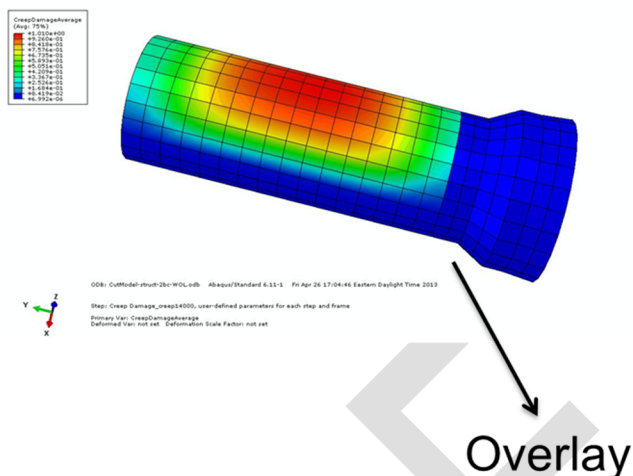 CreepDamageAverage
(Avg: 75%)
+1.010e+00
+9.260e-01
+8.418e-01
+7.576e-01
+6.735e-01
+5.893e-01
+5.051e-01
+4.209e-01
+3.367e-01
+2.526e-01
+1.684e-01
+8.419e-02
+6.992e-06
ODB: CutModel-struct-2bc-WOL.odb Abaqus/Standard 6.11-1 Fri Apr 26 17:04:46 Eastern Daylight Time 2013
Step: Creep Damage_creep14000, user-defined parameters for each step and frame
Primary Var: CreepDamageAverage
Deformed Var: not set Deformation Scale Factor: not set
Z
Y
X
Overlay